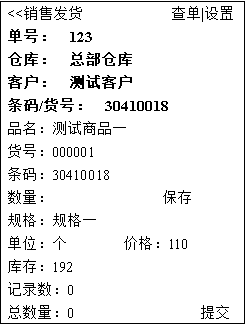 <<销售发货 查单|设置
单号： 123
仓库： 总部仓库
客户： 测试客户
条码/货号： 30410018
品名：测试商品一
货号：000001
条码：30410018
数量： 保存
规格：规格一
单位：个 价格：110
库存：192
记录数：0
总数量：0 提交